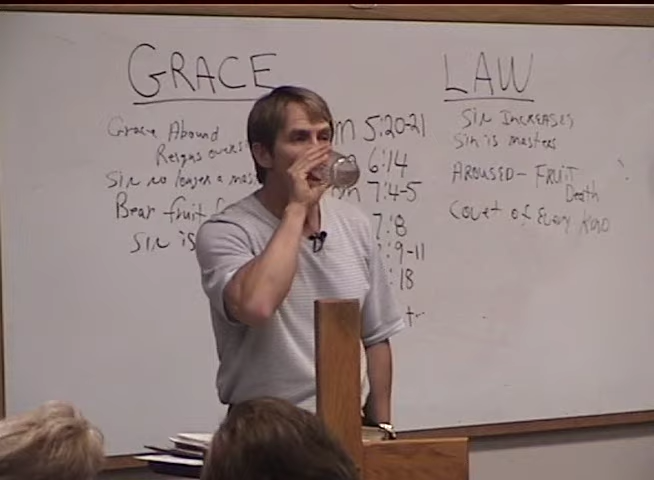 GRACE
LAW
Grace Abound
Reigns over
Sin no longer a mas
Bear fruit f
Sin is
m 5:20-21
6:14
7:4-5
7:8
:9-11
:18
Sin Increases
Sin is masters
AROUSED - FRUIT
Death
Covet of Every Kind